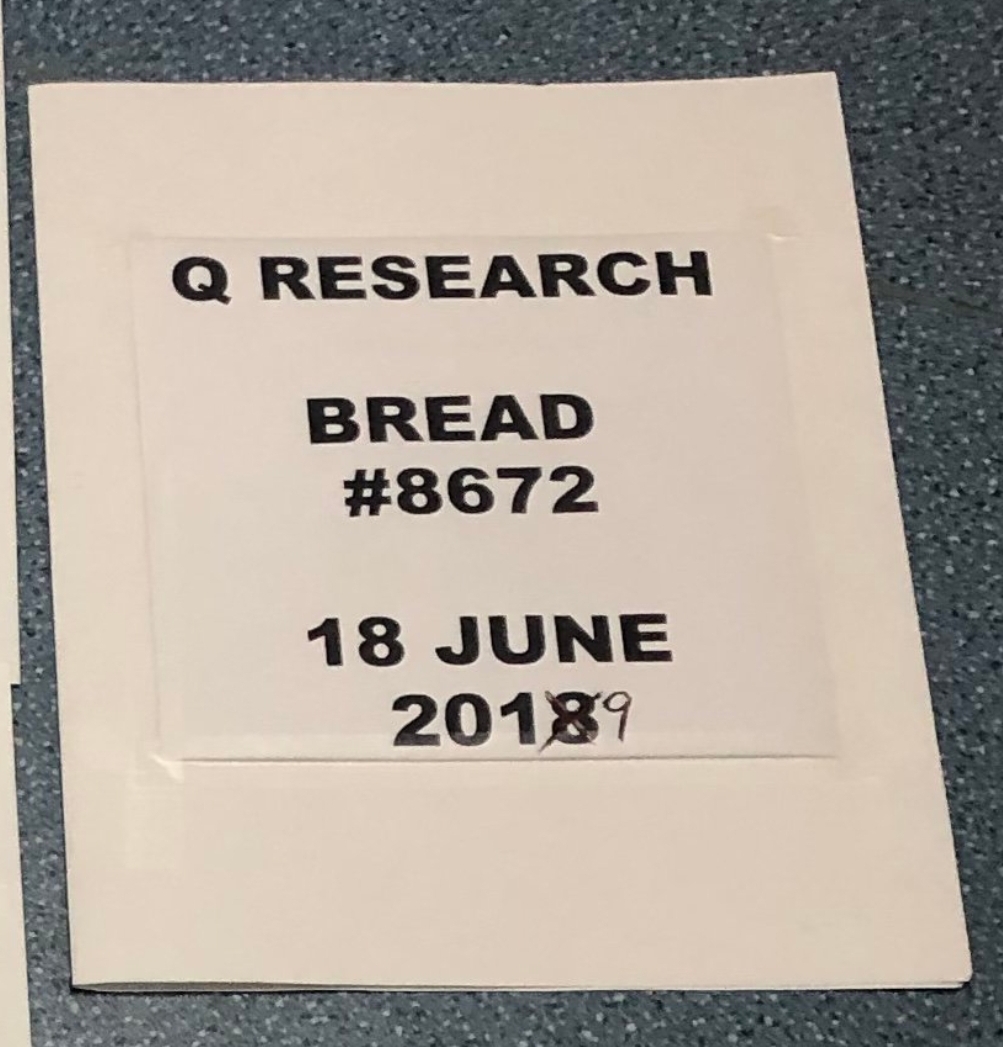 Q RESEARCH
BREAD
#8672
18 JUNE
20189